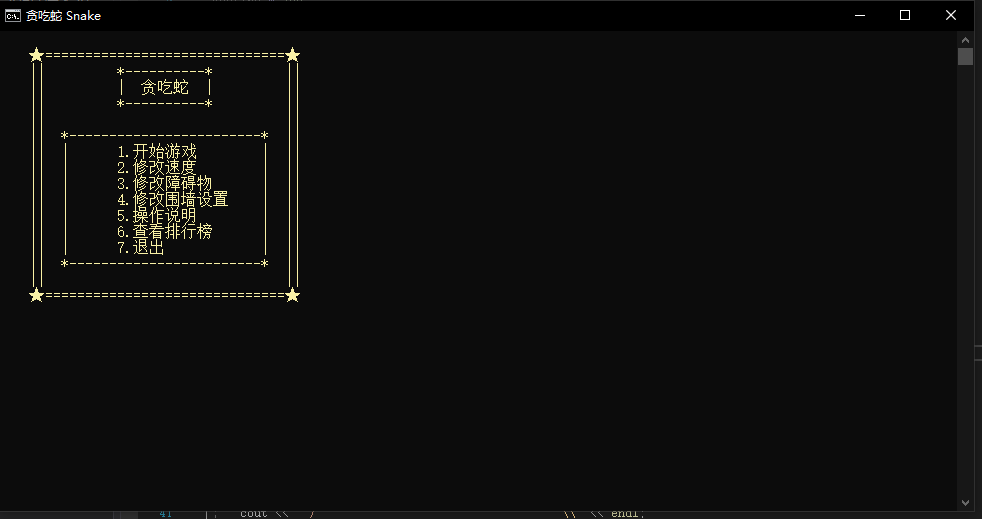 贪吃蛇 Snake
★==============================★
*----------*
| 贪吃蛇 |
*----------*
*------------------------*
1.开始游戏
2.修改速度
3.修改障碍物
4.修改围墙设置
5.操作说明
6.查看排行榜
7.退出
*------------------------*
★==============================★
41 cout << \\ << endl;